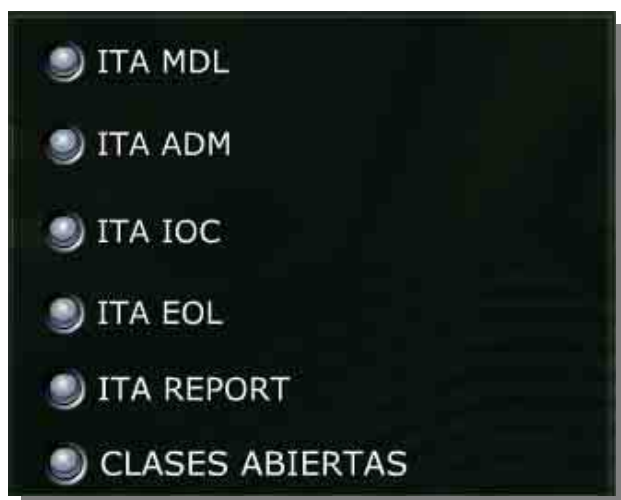 ITA MDL
ITA ADM
ITA IOC
ITA EOL
ITA REPORT
CLASES ABIERTAS